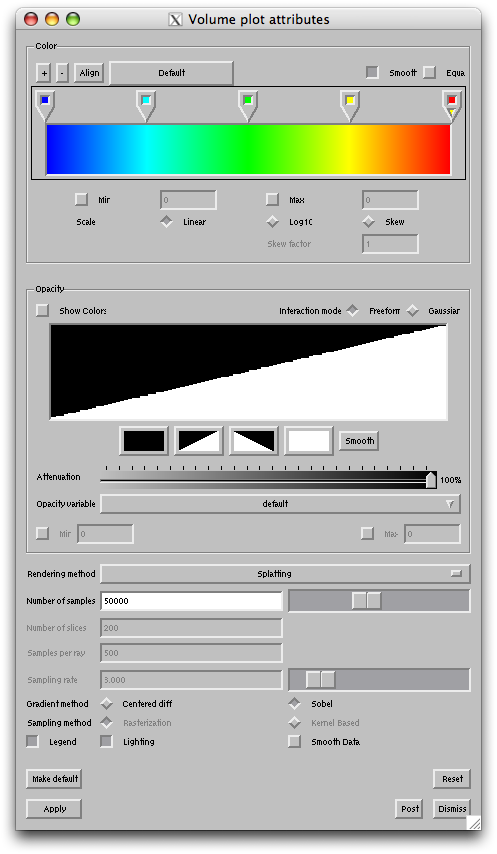 Volume plot attributes
Color
+ - Align Default Smooth Equa
Min 0 Max 0
Scale Linear Log10 Skew
Skew factor 1
Opacity
Show Colors Interaction mode Freeform Gaussian
Smooth
Attenuation 100%
Opacity variable default
Min 0 Max 0
Rendering method Splatting
Number of samples 50000
Number of slices 200
Samples per ray 500
Sampling rate 3.000
Gradient method Centered diff Sobel
Sampling method Rasterization Kernel Based
Legend Lighting Smooth Data
Make default Reset
Apply Post Dismiss